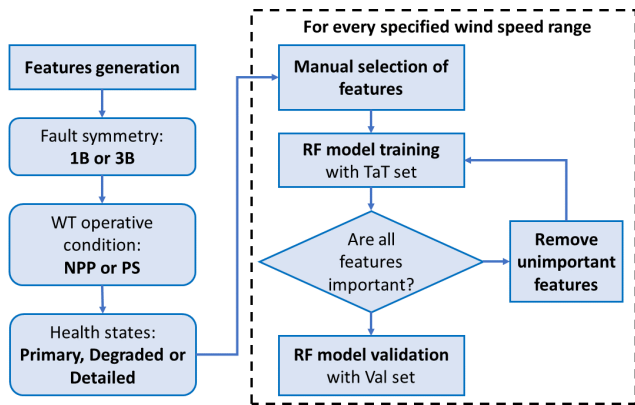 Features generation
Fault symmetry:
1B or 3B
WT operative
condition:
NPP or PS
Health states:
Primary, Degraded or
Detailed
For every specified wind speed range
Manual selection of
features
RF model training
with TaT set
Are all
features
important?
Remove
unimportant
features
RF model validation
with Val set